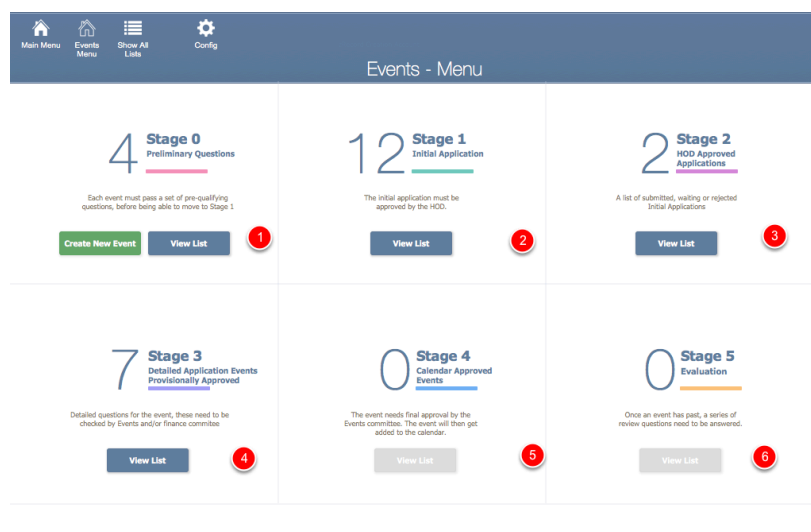 Main Menu
Events
Menu
Show All
Lists
Config
Events - Menu
4
Stage 0
Preliminary Questions
Each event must pass a set of pre-qualifying
questions, before being able to move to Stage 1
Create New Event
View List
1
12
Stage 1
Initial Application
The initial application must be
approved by the HOD.
View List
2
2
Stage 2
HOD Approved
Applications
A list of submitted, waiting or rejected
Initial Applications
View List
3
7
Stage 3
Detailed Application Events
Provisionally Approved
Detailed questions for the event, these need to be
checked by Events and/or finance commitee
View List
4
0
Stage 4
Calendar Approved
Events
The event needs final approval by the
Events committee. The event will then get
added to the calendar.
View List
5
0
Stage 5
Evaluation
Once an event has past, a series of
review questions need to be answered.
View List
6